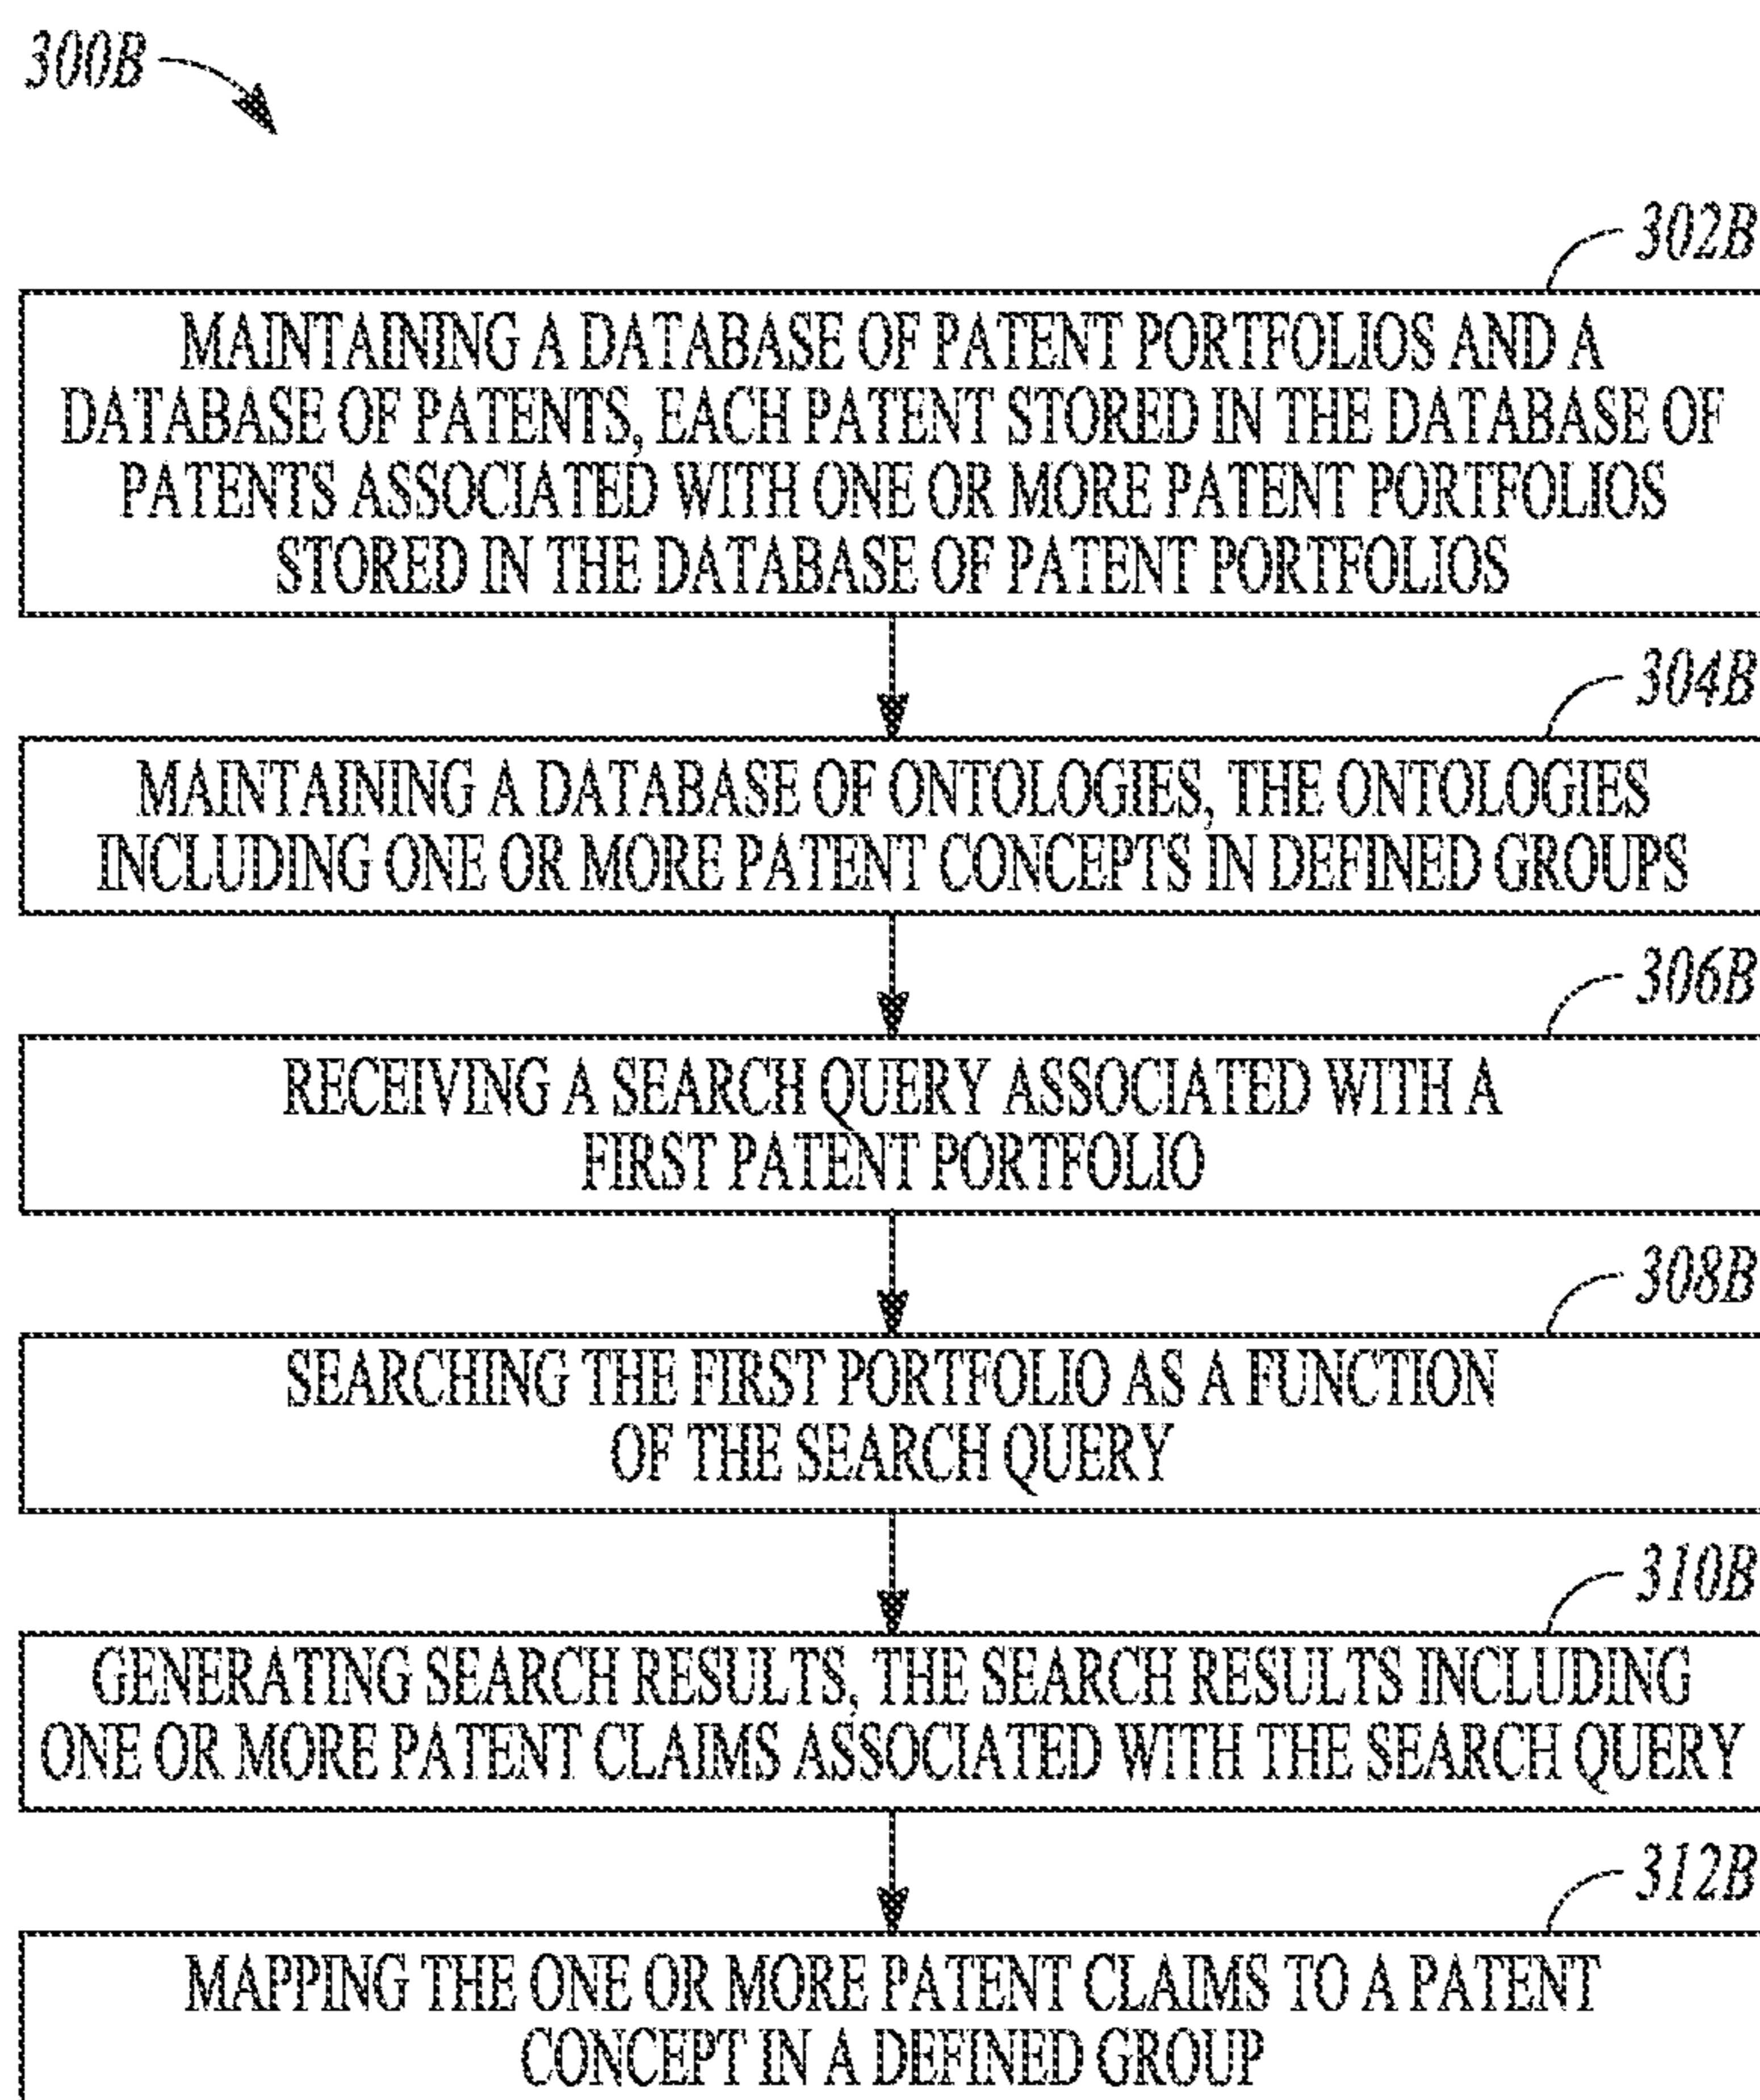 300B
302B
MAINTAINING A DATABASE OF PATENT PORTFOLIOS AND A
DATABASE OF PATENTS, EACH PATENT STORED IN THE DATABASE OF
PATENTS ASSOCIATED WITH ONE OR MORE PATENT PORTFOLIOS
STORED IN THE DATABASE OF PATENT PORTFOLIOS
304B
MAINTAINING A DATABASE OF ONTOLOGIES, THE ONTOLOGIES
INCLUDING ONE OR MORE PATENT CONCEPTS IN DEFINED GROUPS
306B
RECEIVING A SEARCH QUERY ASSOCIATED WITH A
FIRST PATENT PORTFOLIO
308B
SEARCHING THE FIRST PORTFOLIO AS A FUNCTION
OF THE SEARCH QUERY
310B
GENERATING SEARCH RESULTS, THE SEARCH RESULTS INCLUDING
ONE OR MORE PATENT CLAIMS ASSOCIATED WITH THE SEARCH QUERY
312B
MAPPING THE ONE OR MORE PATENT CLAIMS TO A PATENT
CONCEPT IN A DEFINED GROUP